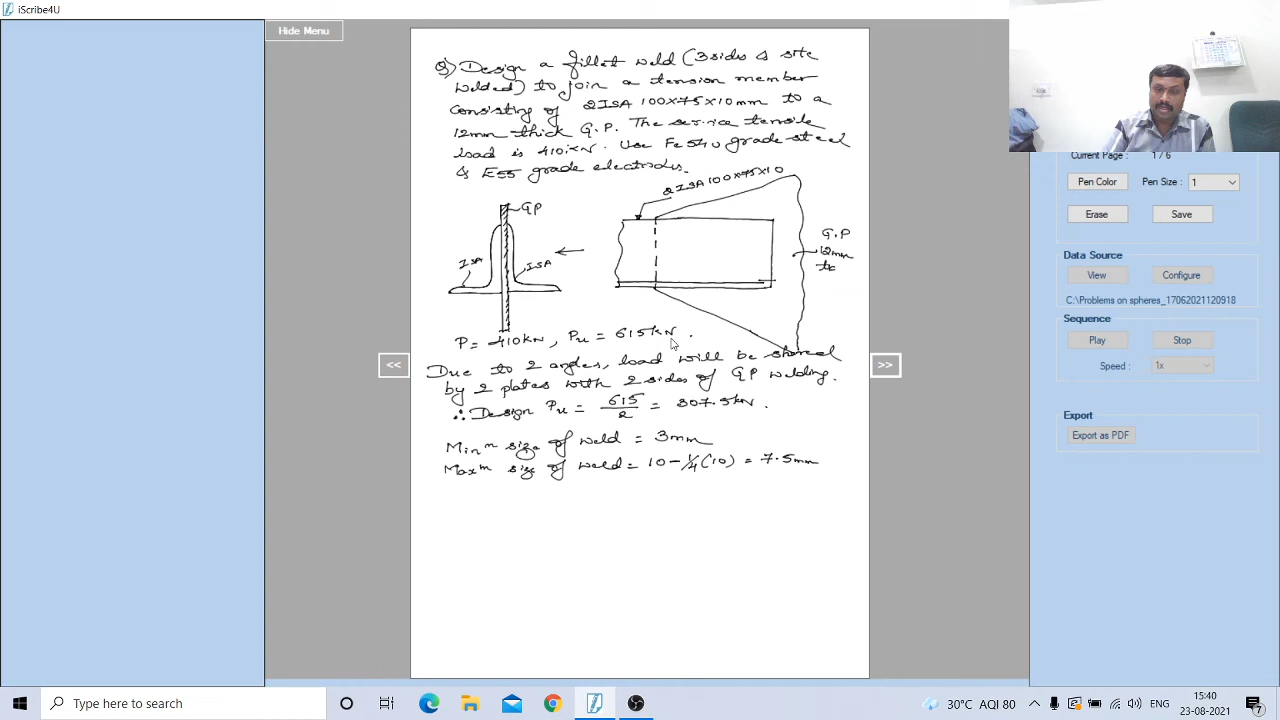 iScribe4U
Hide Menu
Q) Design a fillet weld (3 sides & site
welded) to join a tension member
consisting of 2ISA 100×75×10mm to a
12mm thick G.P. The service tensile
load is 410kN. Use Fe540 grade steel
& E55 grade electrodes.
2ISA100×75×10
GP
ISA
ISA
G.P
12mm
tk
P = 410kN, Pu = 615kN.
Due to 2 angles, load will be shared
by 2 plates with 2 sides of GP welding.
∴ Design Pu = 615/2 = 307.5kN.
Minm size of weld = 3mm
Maxm size of weld = 10-1/4(10) = 7.5mm
<<
>>
Current Page : 1 / 6
Pen Color Pen Size : 1
Erase Save
Data Source
View Configure
C:\Problems on spheres_17062021120918
Sequence
Play Stop
Speed : 1x
Export
Export as PDF
Type here to search
30°C AQI 80
ENG
15:40
23-08-2021
7